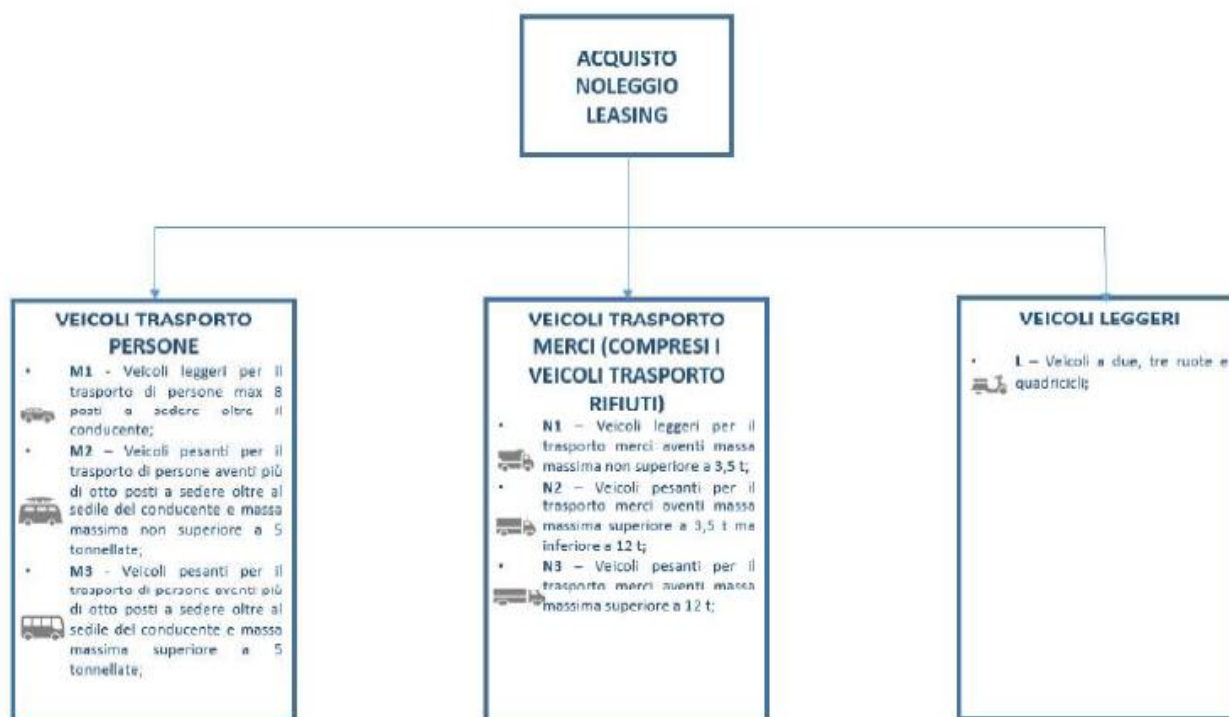 ACQUISTO
NOLEGGIO
LEASING
VEICOLI TRASPORTO
PERSONE
• M1 - Veicoli leggeri per il
trasporto di persone max 8
posti a sedere oltre il
conducente;
• M2 – Veicoli pesanti per il
trasporto di persone aventi più
di otto posti a sedere oltre al
sedile del conducente e massa
massima non superiore a 5
tonnellate;
• M3 - Veicoli pesanti per il
trasporto di persone aventi più
di otto posti a sedere oltre al
sedile del conducente e massa
massima superiore a 5
tonnellate;
VEICOLI TRASPORTO
MERCI (COMPRESI I
VEICOLI TRASPORTO
RIFIUTI)
• N1 – Veicoli leggeri per il
trasporto merci aventi massa
massima non superiore a 3,5 t;
• N2 – Veicoli pesanti per il
trasporto merci aventi massa
massima superiore a 3,5 t ma
inferiore a 12 t;
• N3 – Veicoli pesanti per il
trasporto merci aventi massa
massima superiore a 12 t;
VEICOLI LEGGERI
• L – Veicoli a due, tre ruote e
quadricicli;